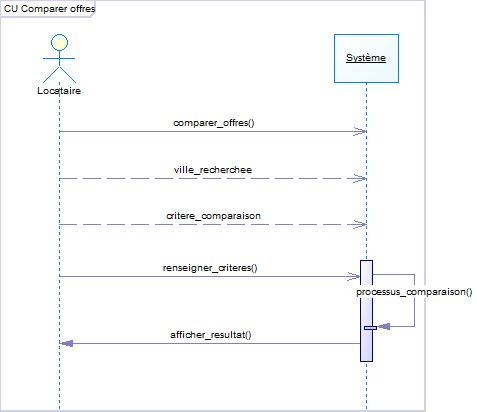 CU Comparer offres
Système
Locataire
comparer_offres()
ville_recherchee
critere_comparaison
renseigner_criteres()
processus_comparaison()
afficher_resultat()